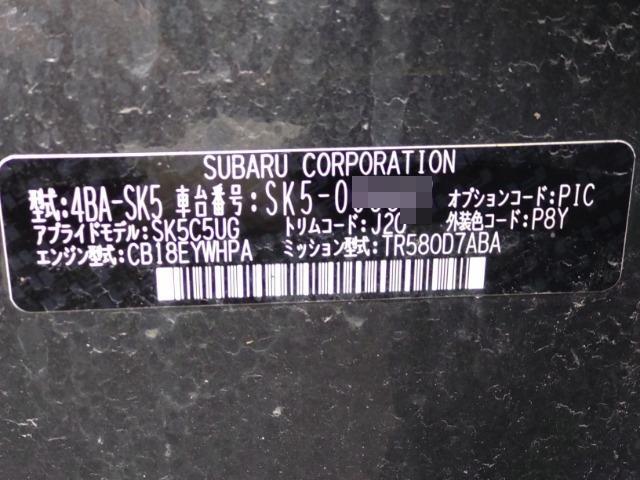 SUBARU CORPORATION
型式:4BA-SK5 車台番号:SK5-0 オプションコード:PIC
アプライドモデル:SK5C5UG トリムコード:J20 外装色コード:P8Y
エンジン型式:CB18EYWHPA ミッション型式:TR580D7ABA